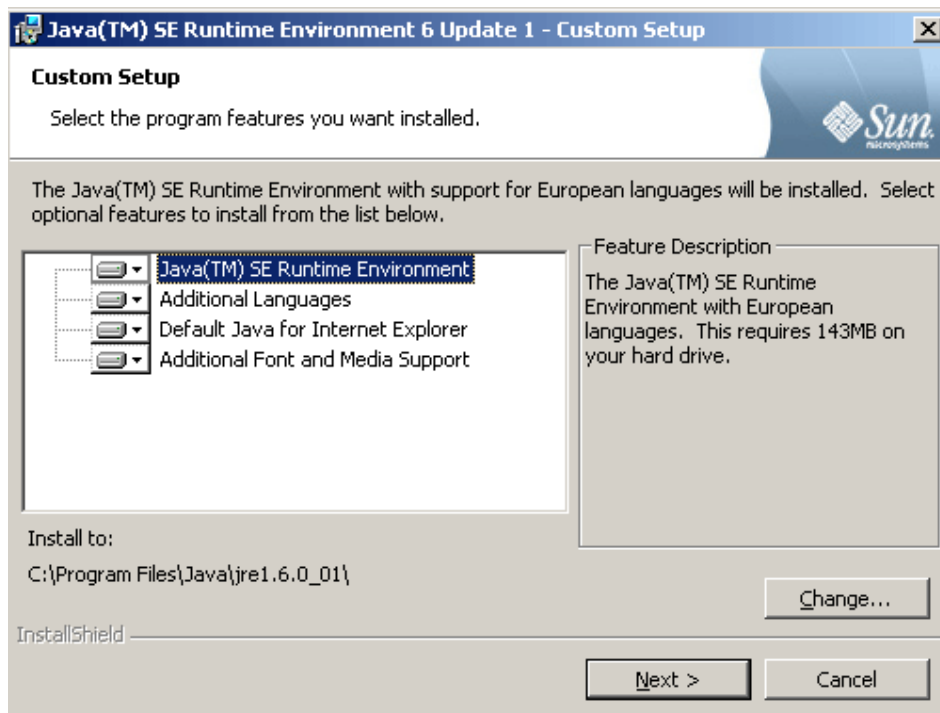 Java(TM) SE Runtime Environment 6 Update 1 - Custom Setup
Custom Setup
Select the program features you want installed.
Sun
microsystems
The Java(TM) SE Runtime Environment with support for European languages will be installed. Select
optional features to install from the list below.
Java(TM) SE Runtime Environment
Additional Languages
Default Java for Internet Explorer
Additional Font and Media Support
Feature Description
The Java(TM) SE Runtime
Environment with European
languages. This requires 143MB on
your hard drive.
Install to:
C:\Program Files\Java\jre1.6.0_01\
Change...
InstallShield
Next >
Cancel